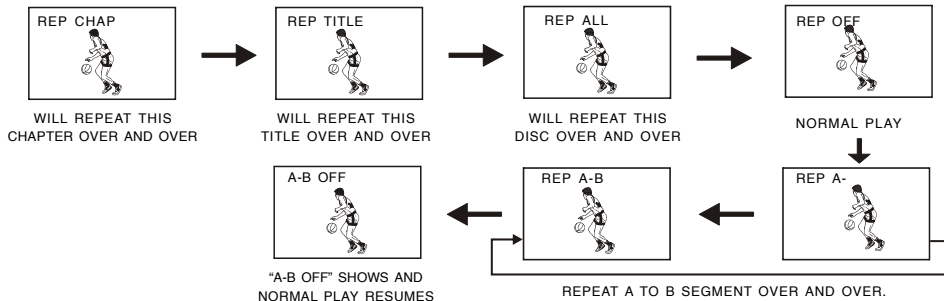 REP CHAP
REP TITLE
REP ALL
REP OFF
WILL REPEAT THIS
CHAPTER OVER AND OVER
WILL REPEAT THIS
TITLE OVER AND OVER
WILL REPEAT THIS
DISC OVER AND OVER
NORMAL PLAY
A-B OFF
REP A-B
REP A-
"A-B OFF" SHOWS AND
NORMAL PLAY RESUMES
REPEAT A TO B SEGMENT OVER AND OVER.